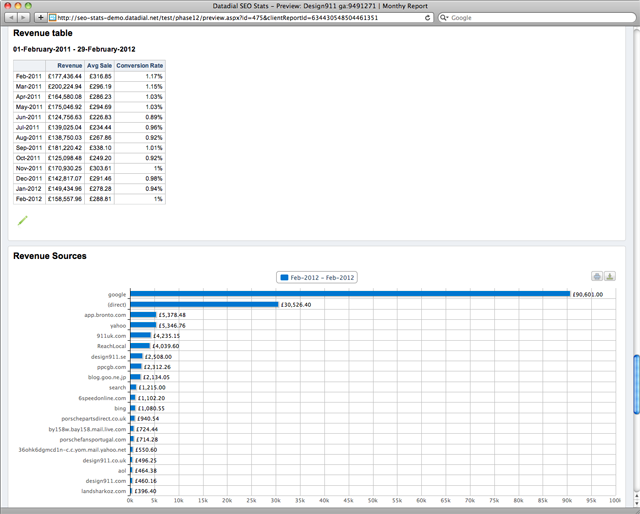 Datadial SEO Stats - Preview: Design911 ga:9491271 | Monthy Report
http://seo-stats-demo.datadial.net/test/phase12/preview.aspx?id=475&clientReportId=634430548504461351
Google
Revenue table
01-February-2011 - 29-February-2012
Revenue Avg Sale Conversion Rate
Feb-2011 £177,436.44 £316.85 1.17%
Mar-2011 £200,224.94 £296.19 1.15%
Apr-2011 £164,580.08 £286.23 1.03%
May-2011 £175,046.92 £294.69 1.03%
Jun-2011 £124,756.63 £226.83 0.89%
Jul-2011 £139,025.04 £234.44 0.96%
Aug-2011 £138,750.03 £267.86 0.92%
Sep-2011 £181,220.42 £338.10 1.01%
Oct-2011 £125,098.48 £249.20 0.92%
Nov-2011 £170,930.25 £303.61 1%
Dec-2011 £142,817.07 £291.46 0.98%
Jan-2012 £149,434.96 £278.28 0.94%
Feb-2012 £158,557.96 £288.81 1%
Revenue Sources
Feb-2012 - Feb-2012
google £90,601.00
(direct) £30,526.40
app.bronto.com £5,378.48
yahoo £5,346.76
911uk.com £4,235.15
ReachLocal £4,039.60
design911.se £2,508.00
ppcgb.com £2,312.26
blog.goo.ne.jp £2,134.05
search £1,215.00
6speedonline.com £1,102.20
bing £1,080.55
porschepartsdirect.co.uk £940.54
by158w.bay158.mail.live.com £724.44
porschefansportugal.com £714.28
36ohk6dgmcd1n-c.c.yom.mail.yahoo.net £550.60
design911.co.uk £496.25
aol £464.38
design911.com £460.16
landsharkoz.com £396.40
0k 5k 10k 15k 20k 25k 30k 35k 40k 45k 50k 55k 60k 65k 70k 75k 80k 85k 90k 95k 100k